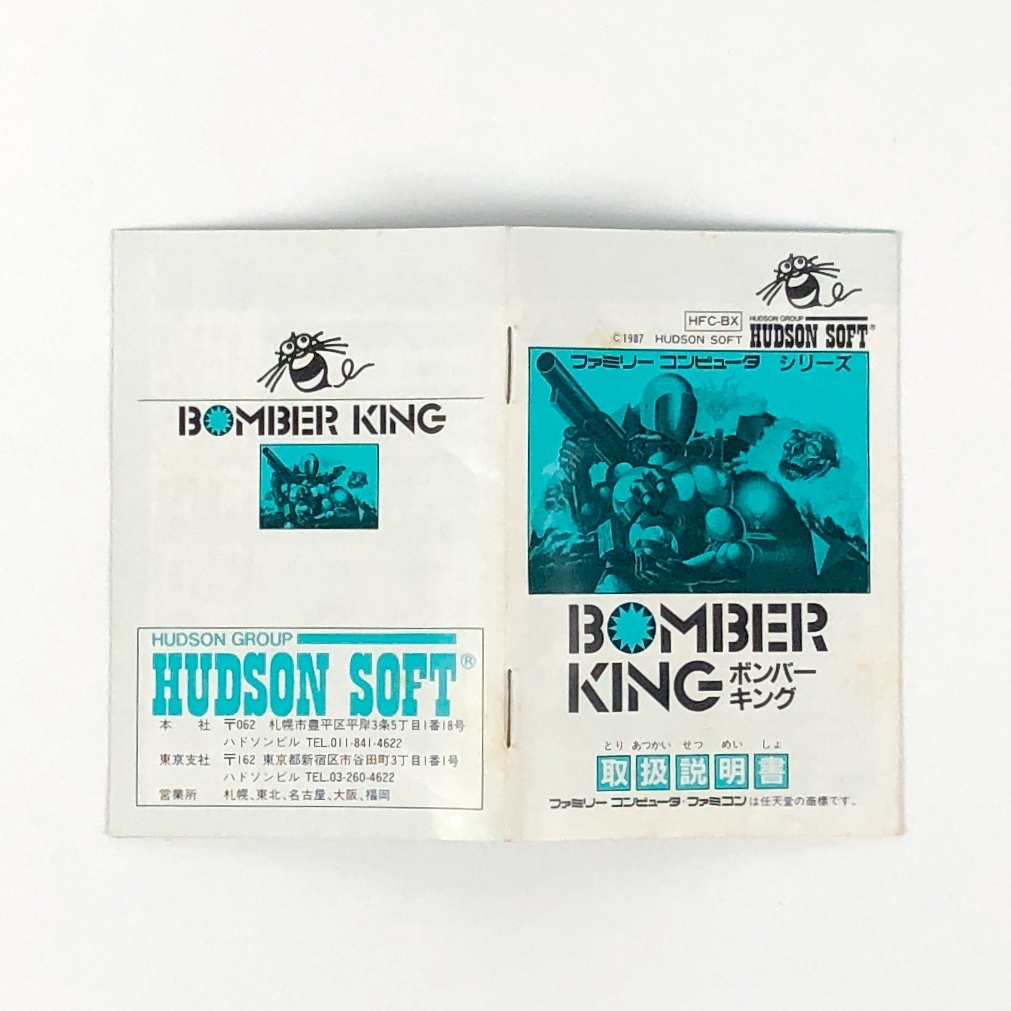 BOMBER KING
HUDSON GROUP
HUDSON SOFT®
本 社 〒062 札幌市豊平区平岸3条5丁目1番18号
ハドソンビル TEL.011-841-4622
東京支社 〒162 東京都新宿区市谷田町3丁目1番1号
ハドソンビル TEL.03-260-4622
営業所 札幌、東北、名古屋、大阪、福岡
HFC-BX
HUDSON GROUP
©1987 HUDSON SOFT
HUDSON SOFT®
ファミリー コンピュータ シリーズ
BOMBER
KING ボンバー
キング
とり あつかい せつ めい しょ
取扱説明書
ファミリー コンピュータ・ファミコンは任天堂の商標です。